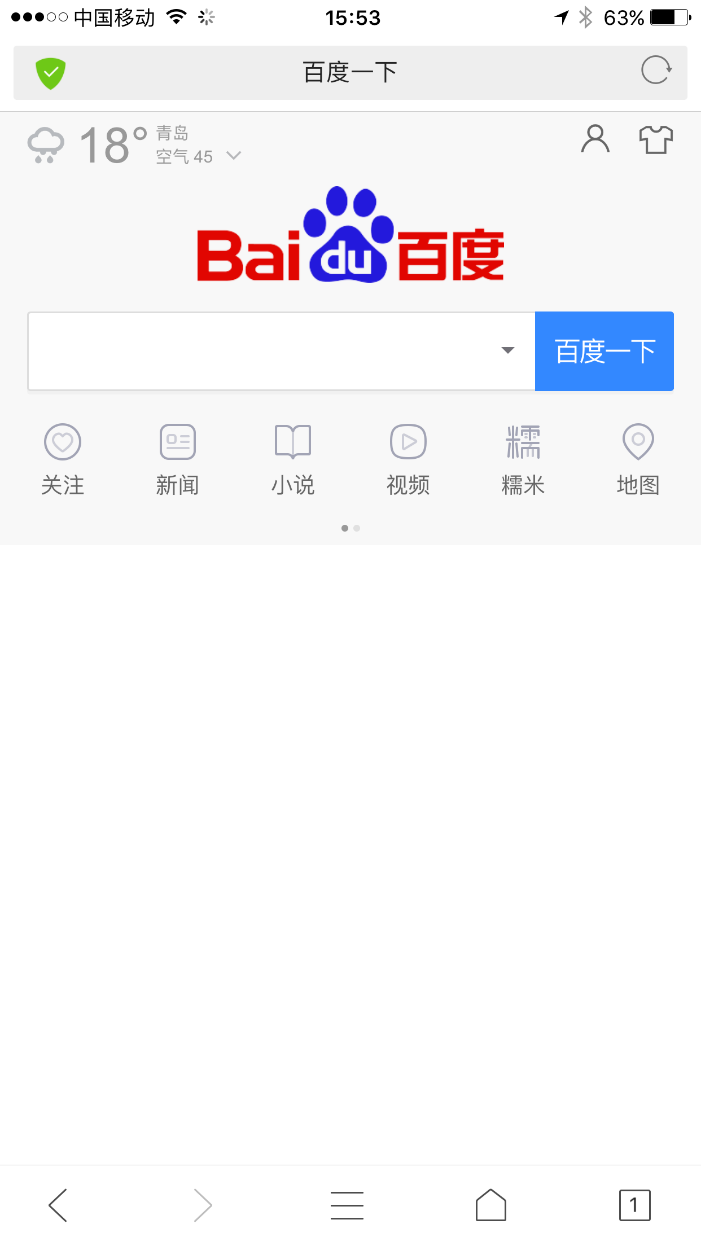 中国移动 15:53 63%
百度一下
18° 青岛
空气 45
Bai du 百度
百度一下
关注 新闻 小说 视频 糯米 地图
1